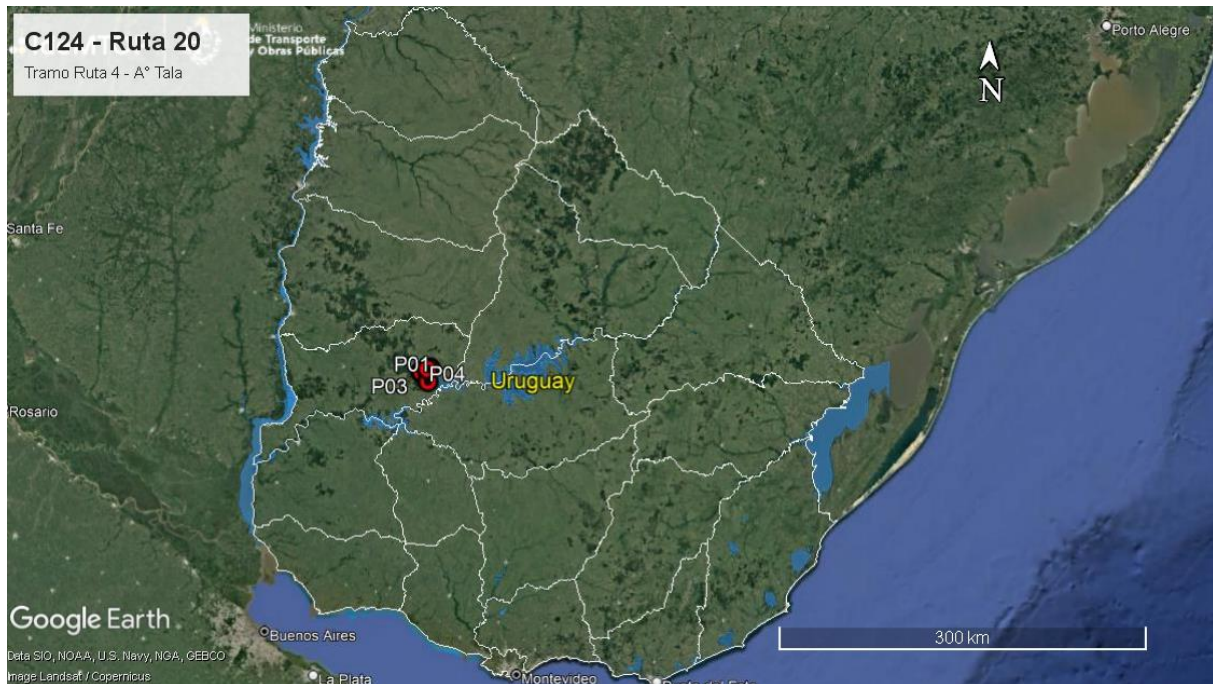 C124 - Ruta 20
Tramo Ruta 4 - A° Tala
Ministerio
de Transporte
y Obras Públicas
Porto Alegre
N
Santa Fe
P01
P04
P03
Uruguay
Rosario
Google Earth
Buenos Aires
300 km
Data SIO, NOAA, U.S. Navy, NGA, GEBCO
Image Landsat / Copernicus
La Plata
Montevideo